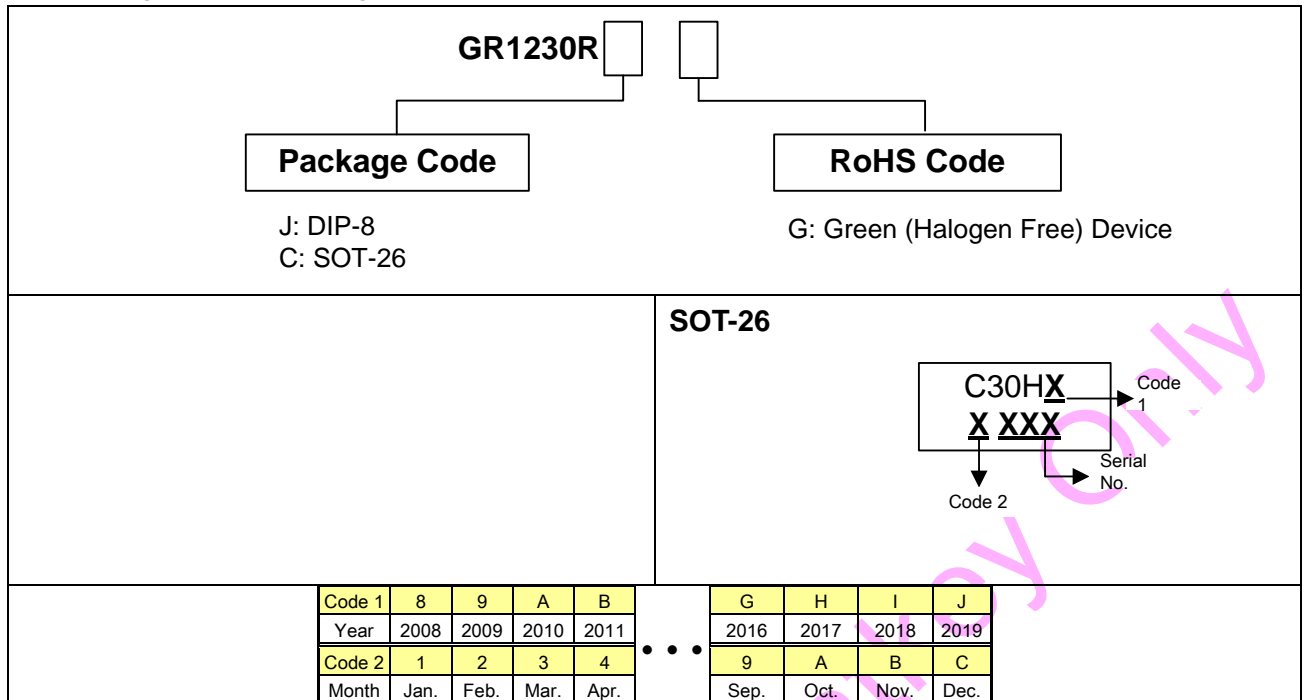 GR1230R
Package Code
RoHS Code
J: DIP-8
C: SOT-26
G: Green (Halogen Free) Device
SOT-26
C30HX
Code
1
X XXX
Serial
No.
Code 2
Code 1 8 9 A B G H I J
Year 2008 2009 2010 2011 • • • 2016 2017 2018 2019
Code 2 1 2 3 4 9 A B C
Month Jan. Feb. Mar. Apr. Sep. Oct. Nov. Dec.
Only